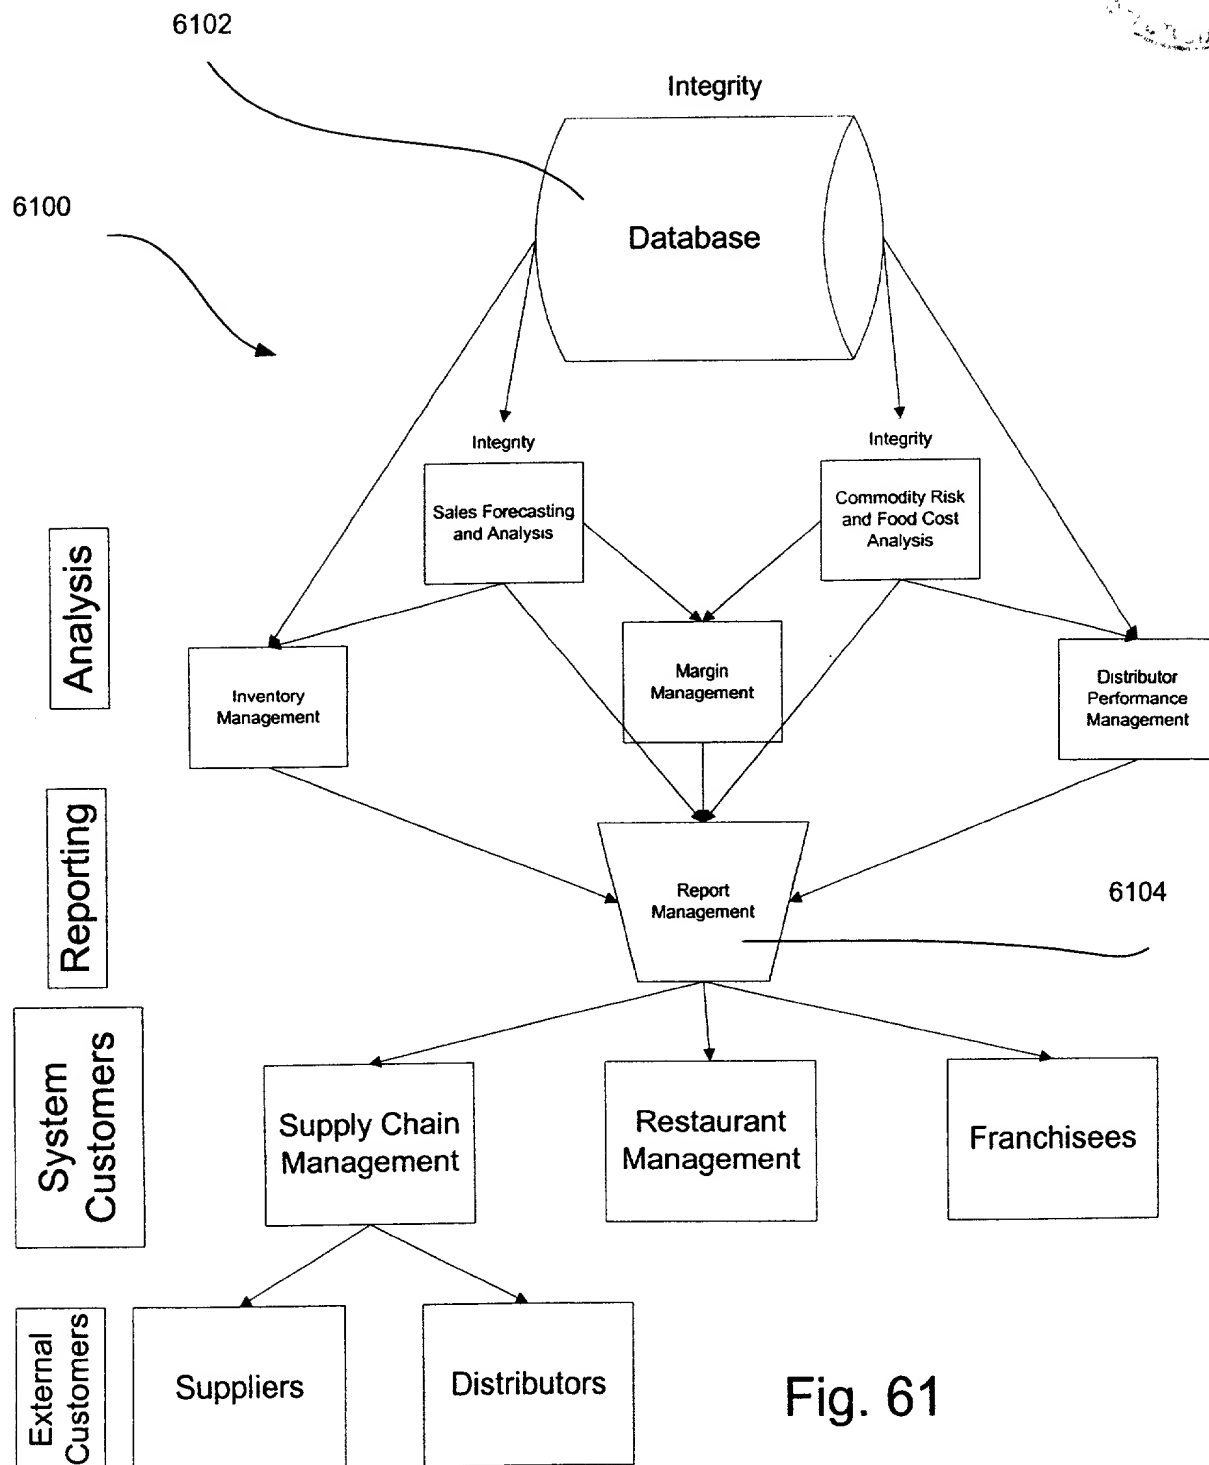 6102
Integrity
6100
Database
Integrity
Integrity
Sales Forecasting
and Analysis
Commodity Risk
and Food Cost
Analysis
Analysis
Inventory
Management
Margin
Management
Distributor
Performance
Management
Reporting
Report
Management
6104
System
Customers
Supply Chain
Management
Restaurant
Management
Franchisees
External
Customers
Suppliers
Distributors
Fig. 61